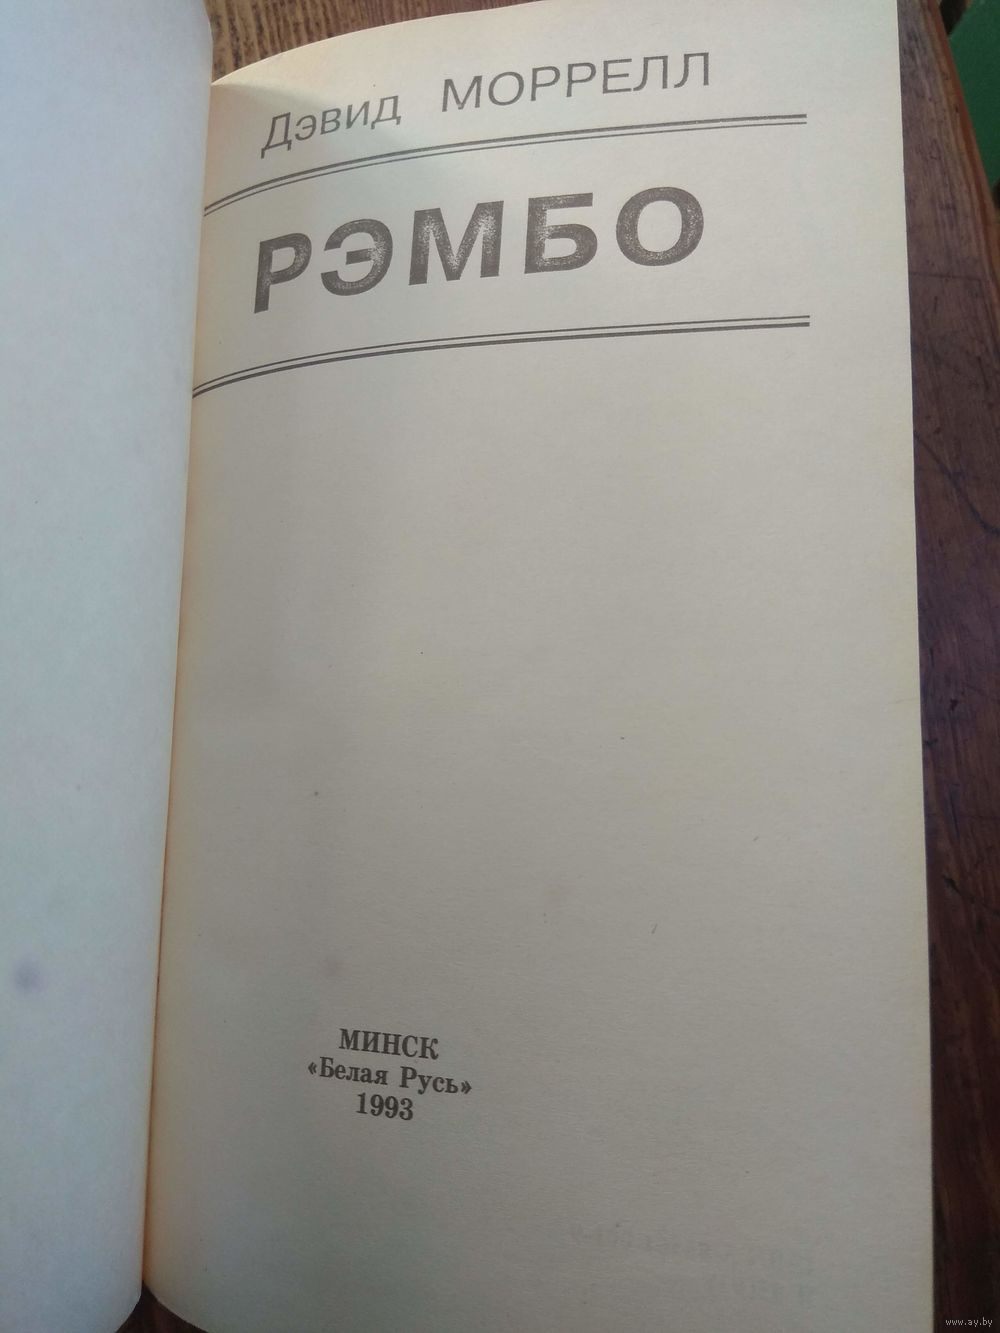 Дэвид МОРРЕЛЛ
РЭМБО
МИНСК
«Белая Русь»
1993
www.ay.by